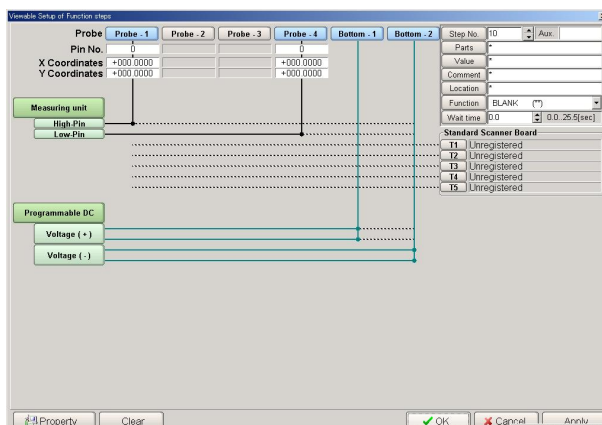 Viewable Setup of Function steps
Probe Probe - 1 Probe - 2 Probe - 3 Probe - 4 Bottom - 1 Bottom - 2
Pin No. 0 0
X Coordinates +000.0000 +000.0000
Y Coordinates +000.0000 +000.0000
Measuring unit
High-Pin
Low-Pin
Programmable DC
Voltage ( + )
Voltage ( - )
Step No. 10 Aux.
Parts *
Value *
Comment *
Location *
Function BLANK (**)
Wait time 0.0 0.0..25.5[sec]
Standard Scanner Board
T1 Unregistered
T2 Unregistered
T3 Unregistered
T4 Unregistered
T5 Unregistered
Property Clear OK Cancel Apply